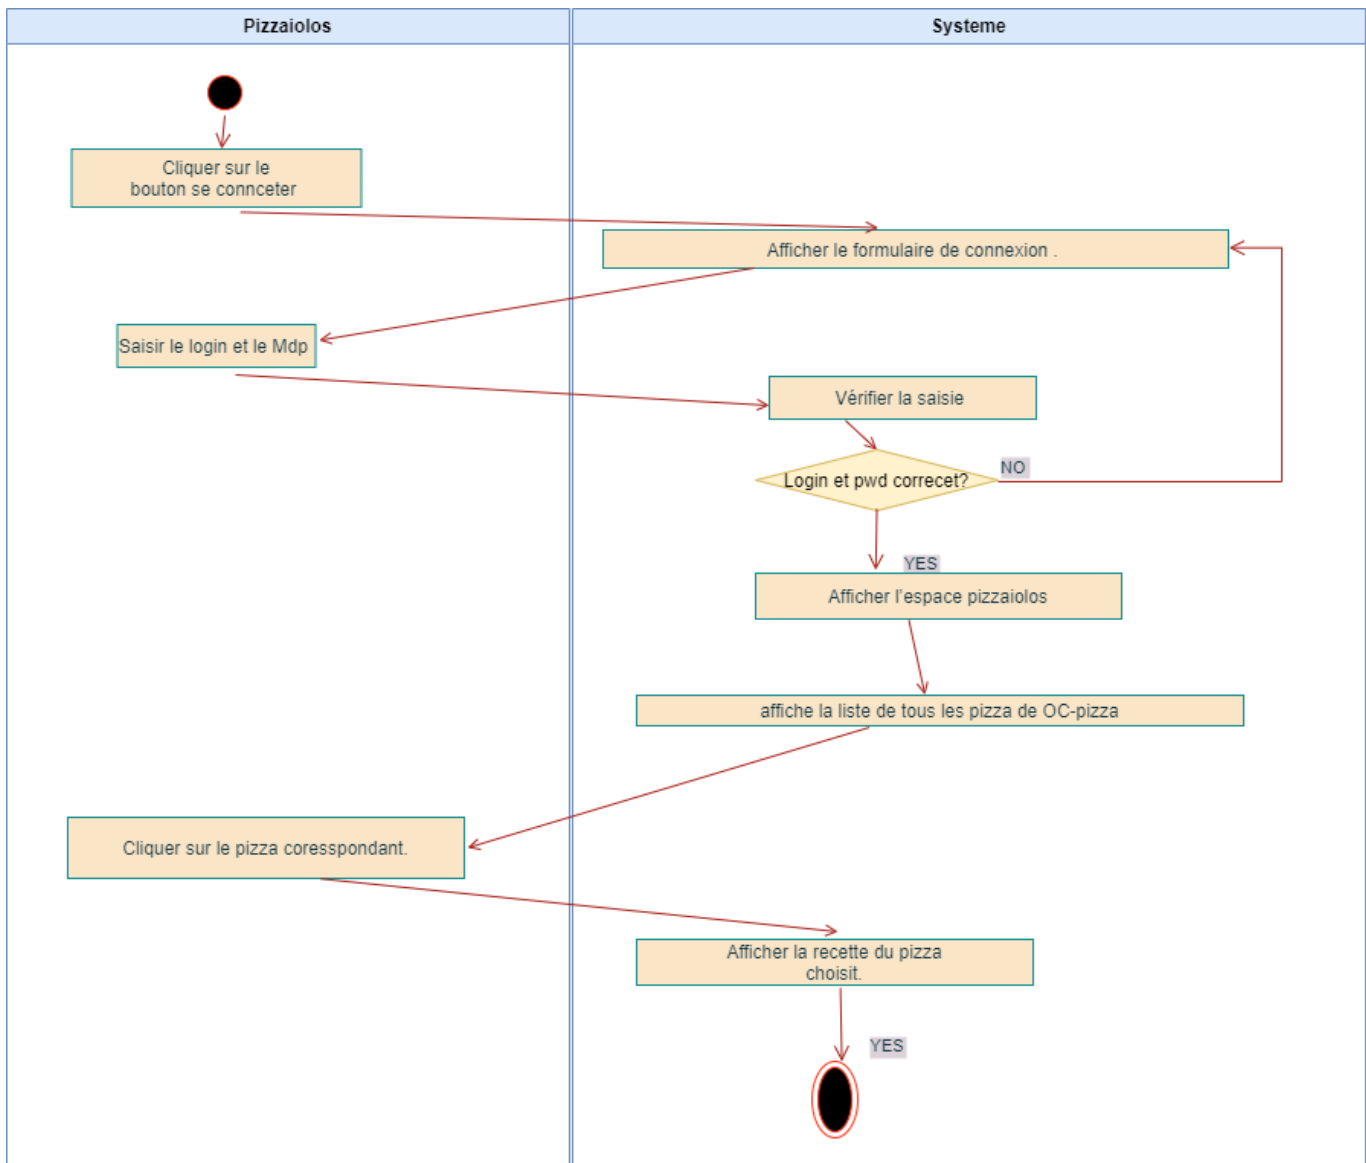 Pizzaiolos
Systeme
Cliquer sur le
bouton se connceter
Afficher le formulaire de connexion .
Saisir le login et le Mdp
Vérifier la saisie
Login et pwd correcet?
NO
YES
Afficher l'espace pizzaiolos
affiche la liste de tous les pizza de OC-pizza
Cliquer sur le pizza coresspondant.
Afficher la recette du pizza
choisit.
YES